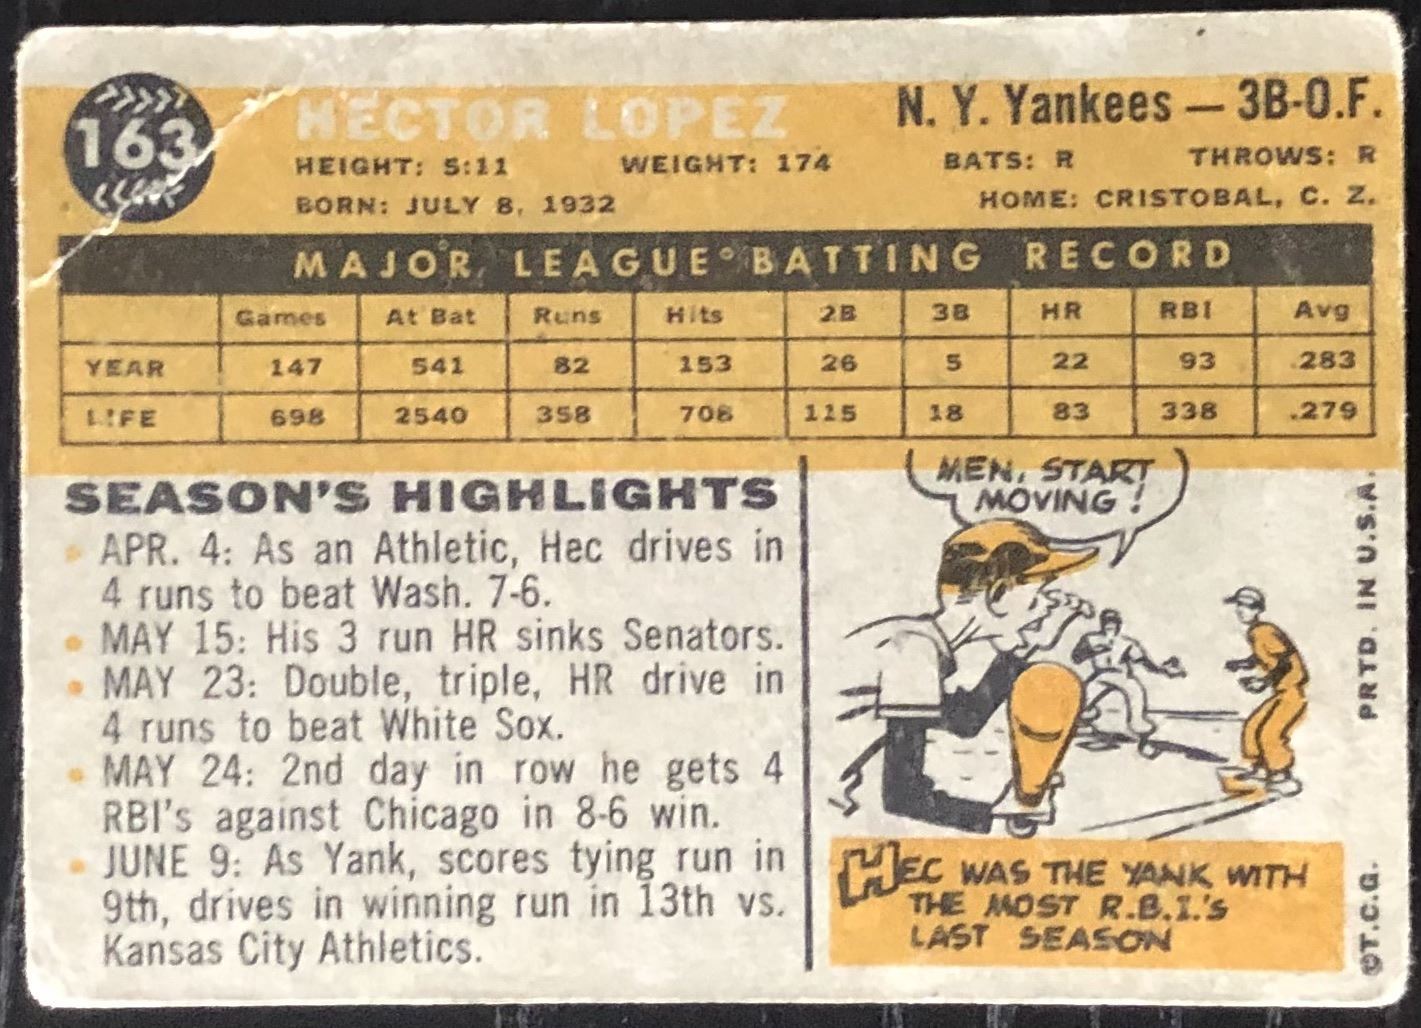 163
HECTOR LOPEZ
N. Y. Yankees — 3B-O.F.
HEIGHT: 5:11 WEIGHT: 174 BATS: R THROWS: R
BORN: JULY 8, 1932 HOME: CRISTOBAL, C. Z.
MAJOR LEAGUE BATTING RECORD
Games At Bat Runs Hits 2B 3B HR RBI Avg
YEAR 147 541 82 153 26 5 22 93 .283
LIFE 698 2540 358 708 115 18 83 338 .279
SEASON'S HIGHLIGHTS
• APR. 4: As an Athletic, Hec drives in
4 runs to beat Wash. 7-6.
• MAY 15: His 3 run HR sinks Senators.
• MAY 23: Double, triple, HR drive in
4 runs to beat White Sox.
• MAY 24: 2nd day in row he gets 4
RBI's against Chicago in 8-6 win.
• JUNE 9: As Yank, scores tying run in
9th, drives in winning run in 13th vs.
Kansas City Athletics.
MEN, START
MOVING!
HEC WAS THE YANK WITH
THE MOST R.B.I.'s
LAST SEASON
©T.C.G. PRTD. IN U.S.A.